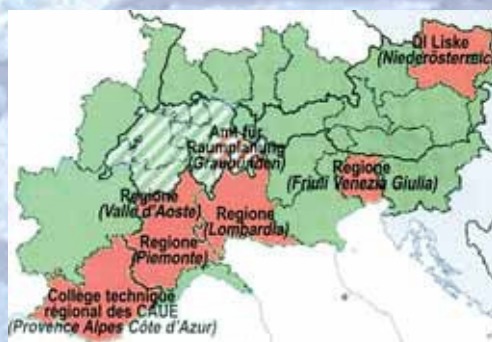 DI Liske
(Niederösterreich
Amt für
Raumplanung
(Graubünden)
Regione
(Friuli Venezia Giulia)
Regione
(Valle d'Aoste)
Regione
(Lombardia)
Regione
(Piemonte)
Collège technique
régional des CAUE
(Provence Alpes Côte d'Azur)